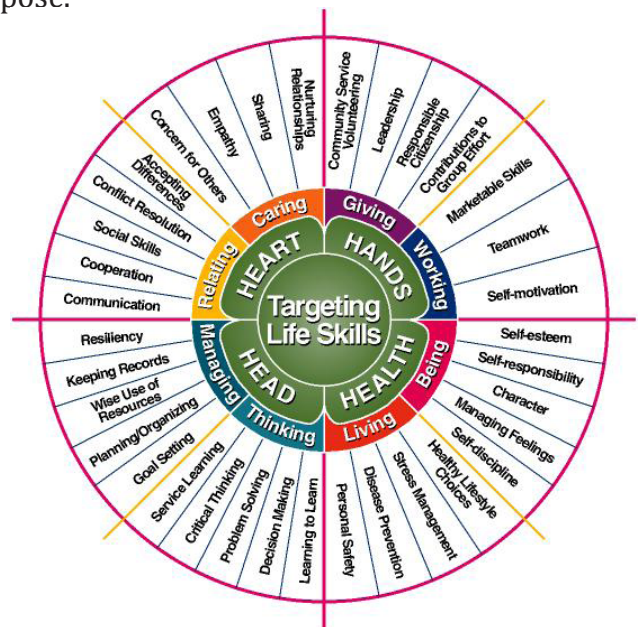 pose.
Nurturing
Relationships
Sharing
Empathy
Concern for Others
Accepting
Differences
Conflict Resolution
Social Skills
Cooperation
Communication
Community Service
Volunteering
Leadership
Responsible
Citizenship
Contributions to
Group Effort
Marketable Skills
Teamwork
Self-motivation
Caring
Giving
Relating
HEART
HANDS
Working
Targeting
Life Skills
Managing
HEAD
HEALTH
Being
Thinking
Living
Resiliency
Keeping Records
Wise Use of
Resources
Planning/Organizing
Goal Setting
Service Learning
Critical Thinking
Problem Solving
Decision Making
Learning to Learn
Self-esteem
Self-responsibility
Character
Managing Feelings
Self-discipline
Healthy Lifestyle
Choices
Stress Management
Disease Prevention
Personal Safety